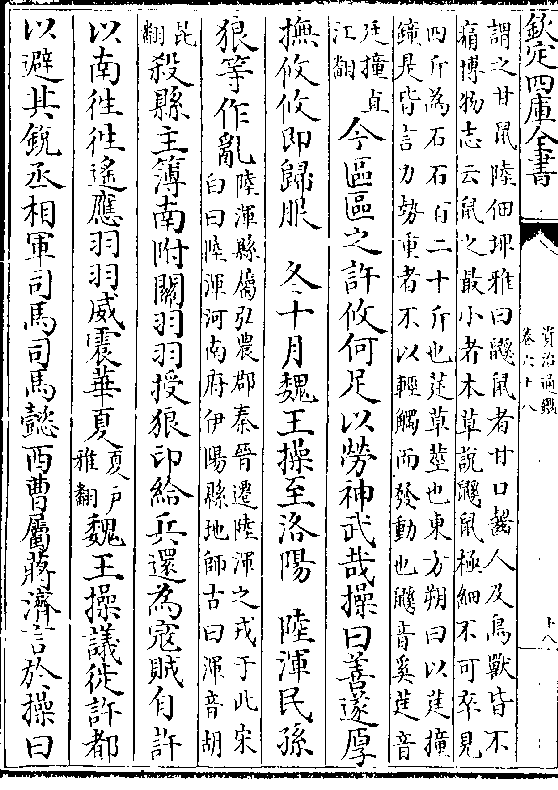 欽定四庫全書
資治通鑑
卷六十八
十八
謂之甘鼠陸佃埤雅曰鼷鼠者甘口齧人及鳥獸皆不
痛博物志云鼠之最小者本草説鼷鼠極細不可卒見
四斤為石石百二十斤也莛草莖也東方朔曰以莛撞
鐘是皆言力勢重者不以輕觸而發動也鼷音奚莛音
廷撞直
江翻
今區區之許攸何足以勞神武哉操曰善遂厚
撫攸攸即歸服　冬十月魏王操至洛陽　陸渾民孫
狼等作亂
陸渾縣屬弘農郡秦晉遷陸渾之戎于此宋
白曰陸渾河南府伊陽縣地師古曰渾音胡
昆
翻
殺縣主簿南附關羽羽授狼印給兵還為寇賊自許
以南往往遙應羽羽威震華夏
夏户
雅翻
魏王操議徙許都
以避其銳丞相軍司馬司馬懿西曹屬蔣濟言於操曰